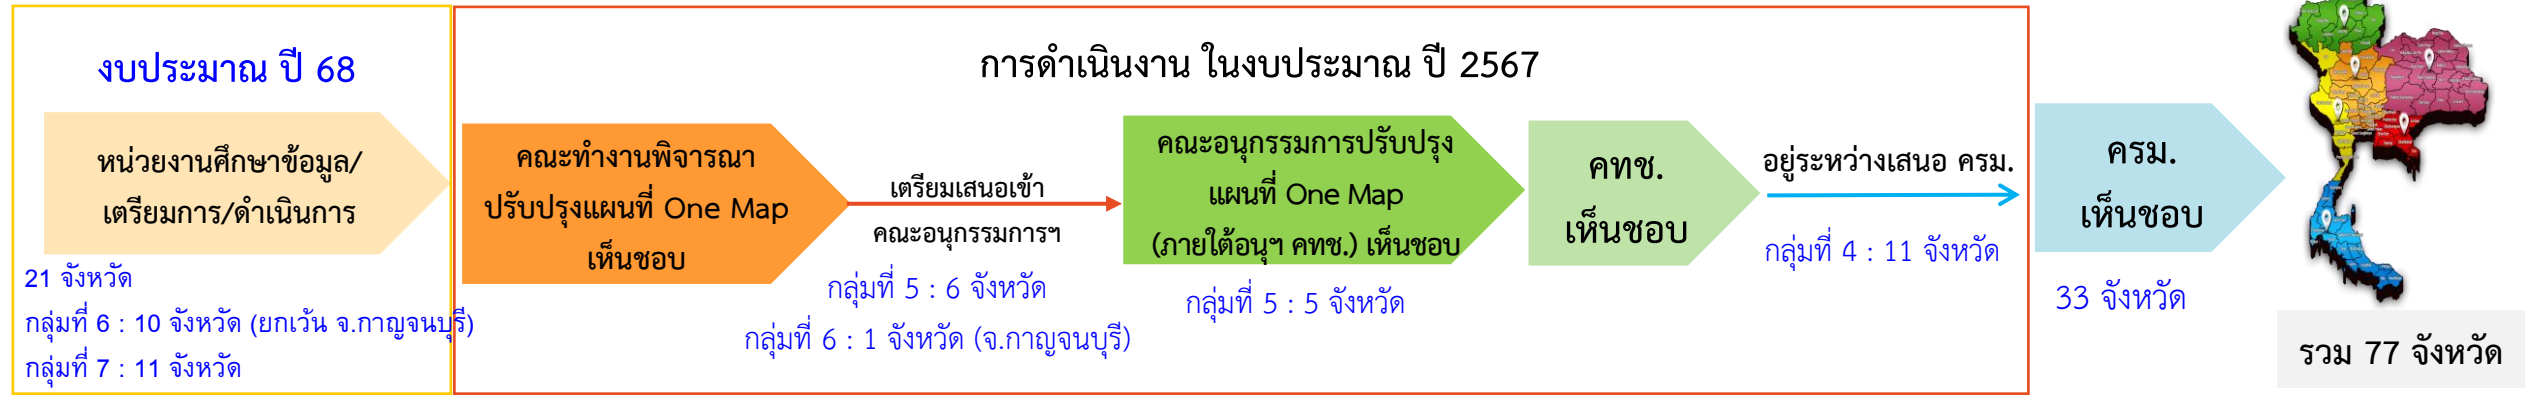 งบประมาณ ปี 68
หน่วยงานศึกษาข้อมูล/
เตรียมการ/ดำเนินการ
21 จังหวัด
กลุ่มที่ 6 : 10 จังหวัด (ยกเว้น จ.กาญจนบุรี)
กลุ่มที่ 7 : 11 จังหวัด
การดำเนินงาน ในงบประมาณ ปี 2567
คณะทำงานพิจารณา
ปรับปรุงแผนที่ One Map
เห็นชอบ
เตรียมเสนอเข้า
คณะอนุกรรมการฯ
กลุ่มที่ 5 : 6 จังหวัด
กลุ่มที่ 6 : 1 จังหวัด (จ.กาญจนบุรี)
คณะอนุกรรมการปรับปรุง
แผนที่ One Map
(ภายใต้อนุฯ คทช.) เห็นชอบ
กลุ่มที่ 5 : 5 จังหวัด
คทช.
เห็นชอบ
อยู่ระหว่างเสนอ ครม.
กลุ่มที่ 4 : 11 จังหวัด
ครม.
เห็นชอบ
33 จังหวัด
รวม 77 จังหวัด